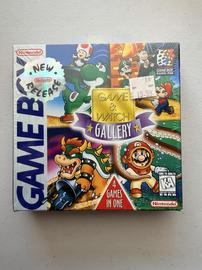 Nintendo
NEW
RELEASE
GAME BOY
GAME
&
WATCH
GALLERY
4
GAMES
IN ONE
K-A
Nintendo